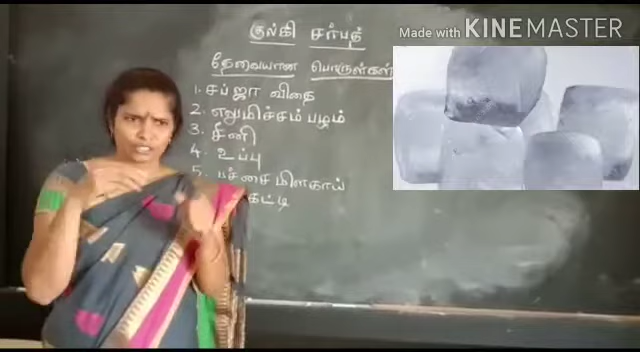 Made with KINEMASTER
குல்கி சர்பத்
தேவையான பொருள்கள்
1. சப்ஜா விதை
2. எலுமிச்சம் பழம்
3. சீனி
4. உப்பு
5. பச்சை மிளகாய்
கட்டி